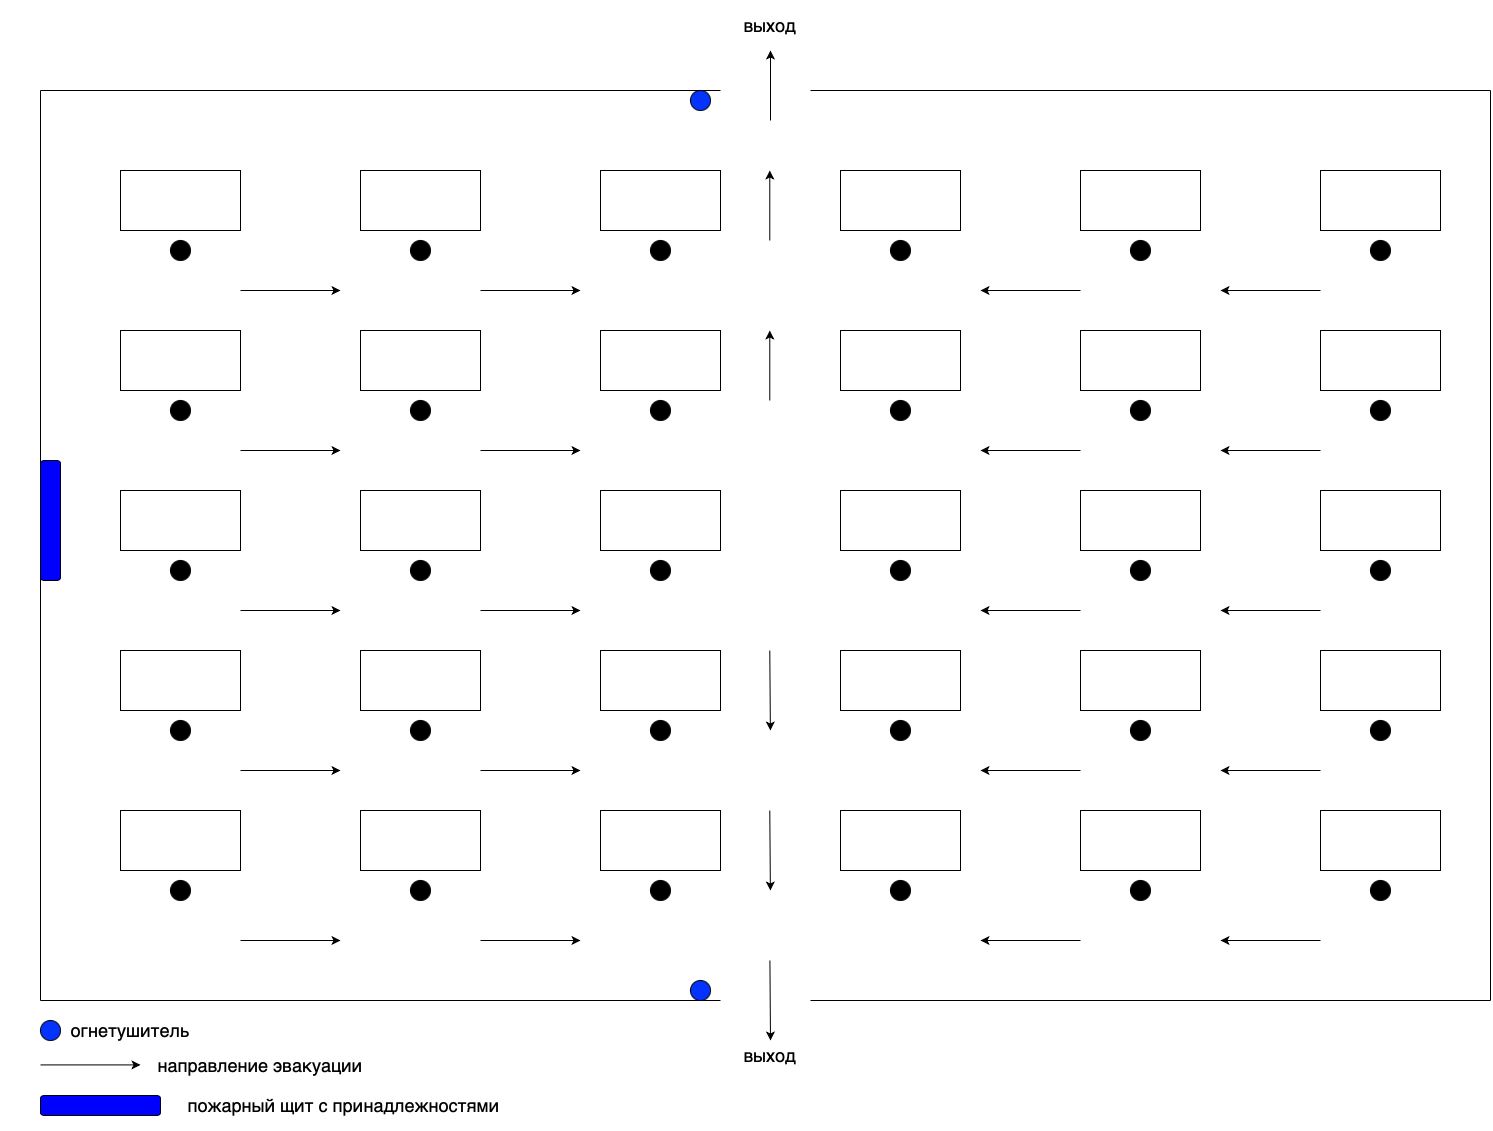 выход
выход
огнетушитель
направление эвакуации
пожарный щит с принадлежностями